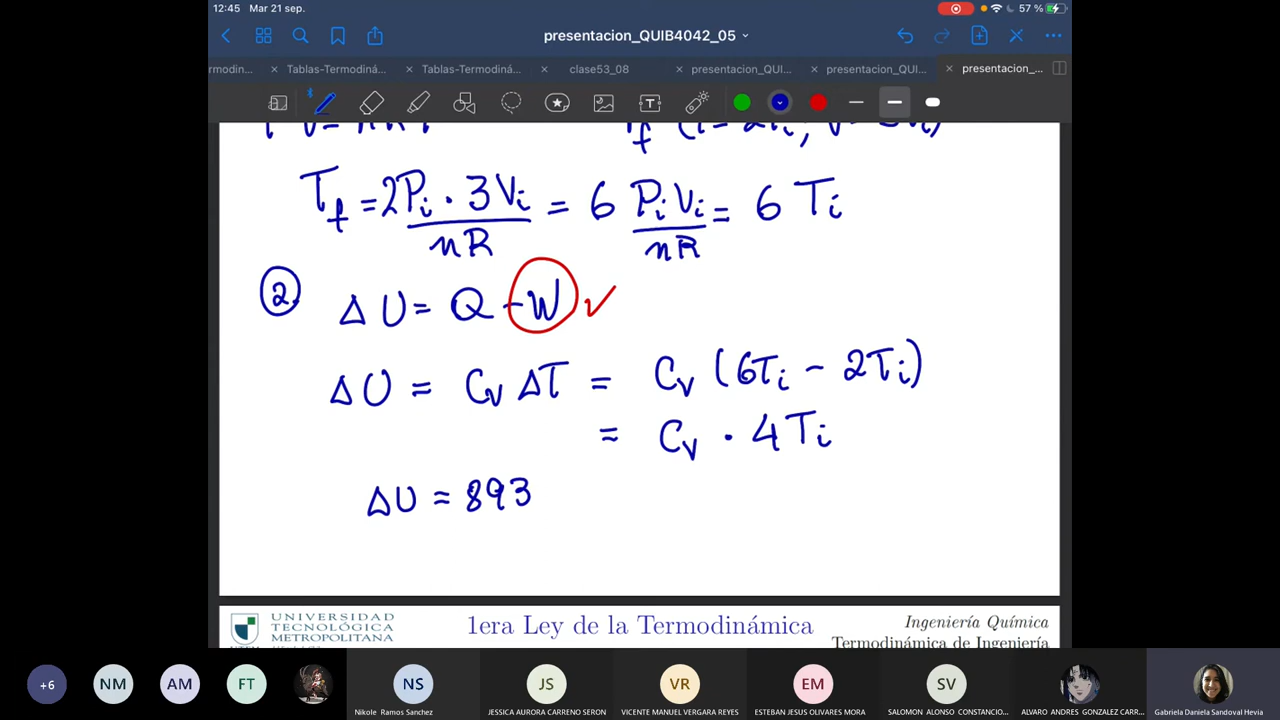 12:45 Mar 21 sep. 57 %
presentacion_QUIB4042_05
rmodin... Tablas-Termodiná... Tablas-Termodiná... clase53_08 presentacion_QUI... presentacion_QUI... presentacion_...
T_f = 2P_i · 3V_i / nR = 6 P_i V_i / nR = 6 T_i
2. ΔU = Q - W ✓
ΔU = C_V ΔT = C_V (6T_i - 2T_i)
= C_V · 4T_i
ΔU = 893
UNIVERSIDAD
TECNOLÓGICA
METROPOLITANA
1era Ley de la Termodinámica
Ingeniería Química
Termodinámica de Ingeniería
+6 NM AM FT NS JS VR EM SV
Nikole Ramos Sanchez JESSICA AURORA CARRENO SERON VICENTE MANUEL VERGARA REYES ESTEBAN JESUS OLIVARES MORA SALOMON ALONSO CONSTANCIO... ALVARO ANDRES GONZALEZ CARR... Gabriela Daniela Sandoval Hevia